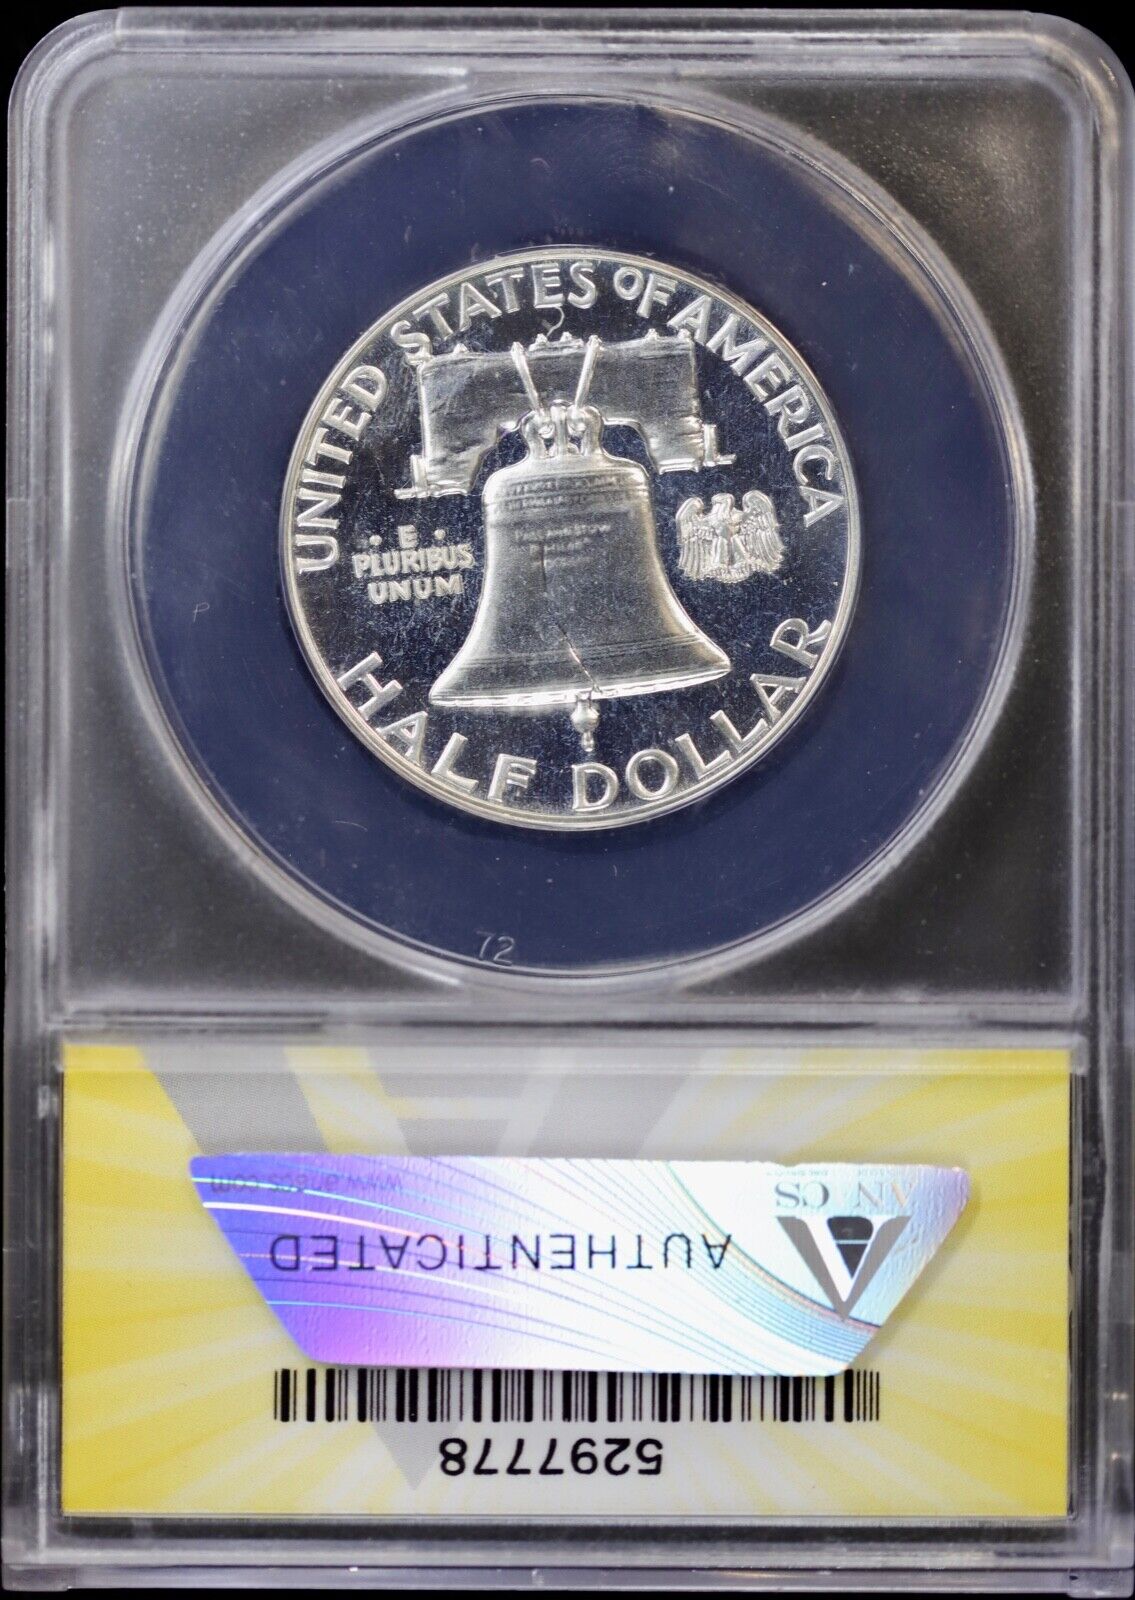 UNITED STATES OF AMERICA
· E ·
PLURIBUS
UNUM
HALF DOLLAR
P
72
www.anacs.com
ANACS
AUTHENTICATED
5297778